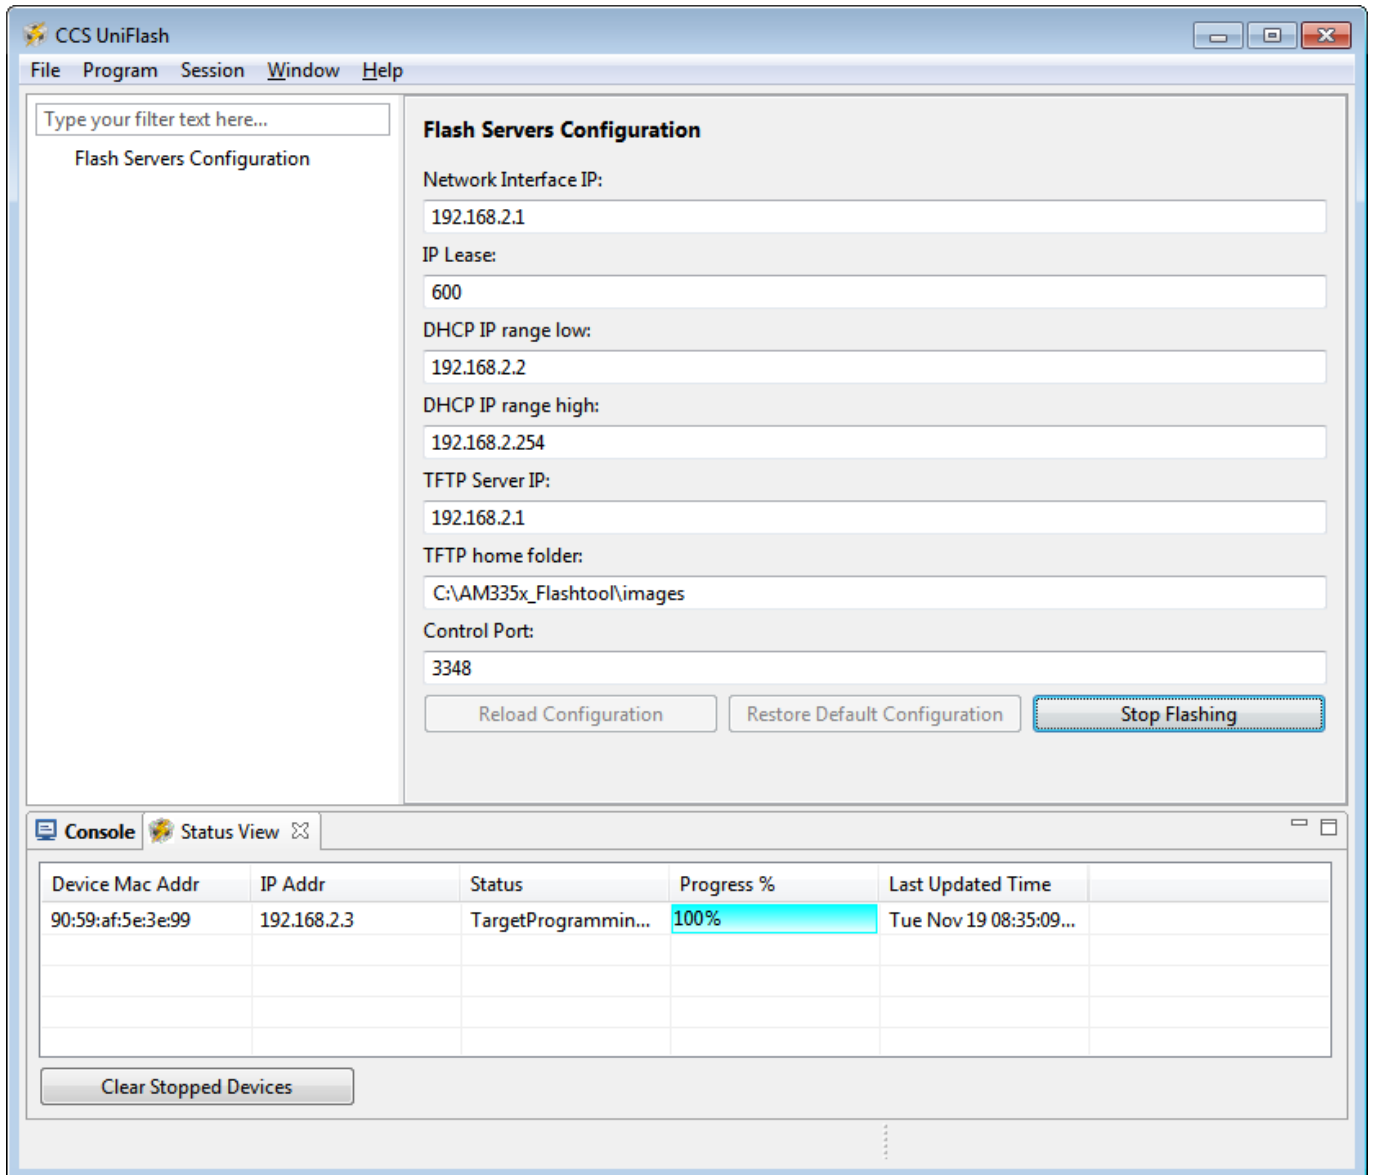 CCS UniFlash
File Program Session Window Help
Type your filter text here...
Flash Servers Configuration
Flash Servers Configuration
Network Interface IP:
192.168.2.1
IP Lease:
600
DHCP IP range low:
192.168.2.2
DHCP IP range high:
192.168.2.254
TFTP Server IP:
192.168.2.1
TFTP home folder:
C:\AM335x_Flashtool\images
Control Port:
3348
Reload Configuration Restore Default Configuration Stop Flashing
Console Status View
Device Mac Addr IP Addr Status Progress % Last Updated Time
90:59:af:5e:3e:99 192.168.2.3 TargetProgrammin... 100% Tue Nov 19 08:35:09...
Clear Stopped Devices